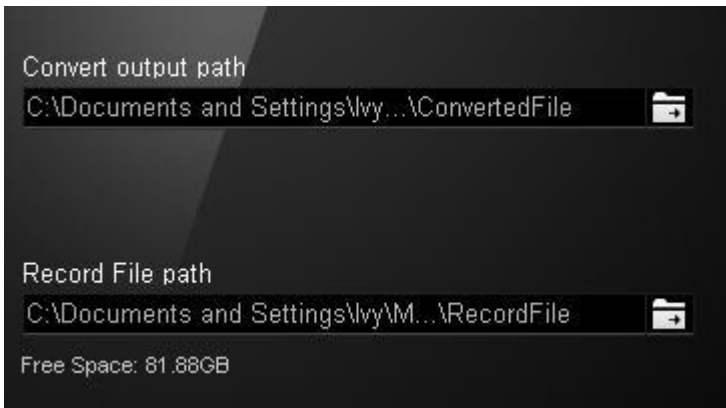 Convert output path
C:\Documents and Settings\Ivy...\ConvertedFile
Record File path
C:\Documents and Settings\Ivy\M...\RecordFile
Free Space: 81.88GB